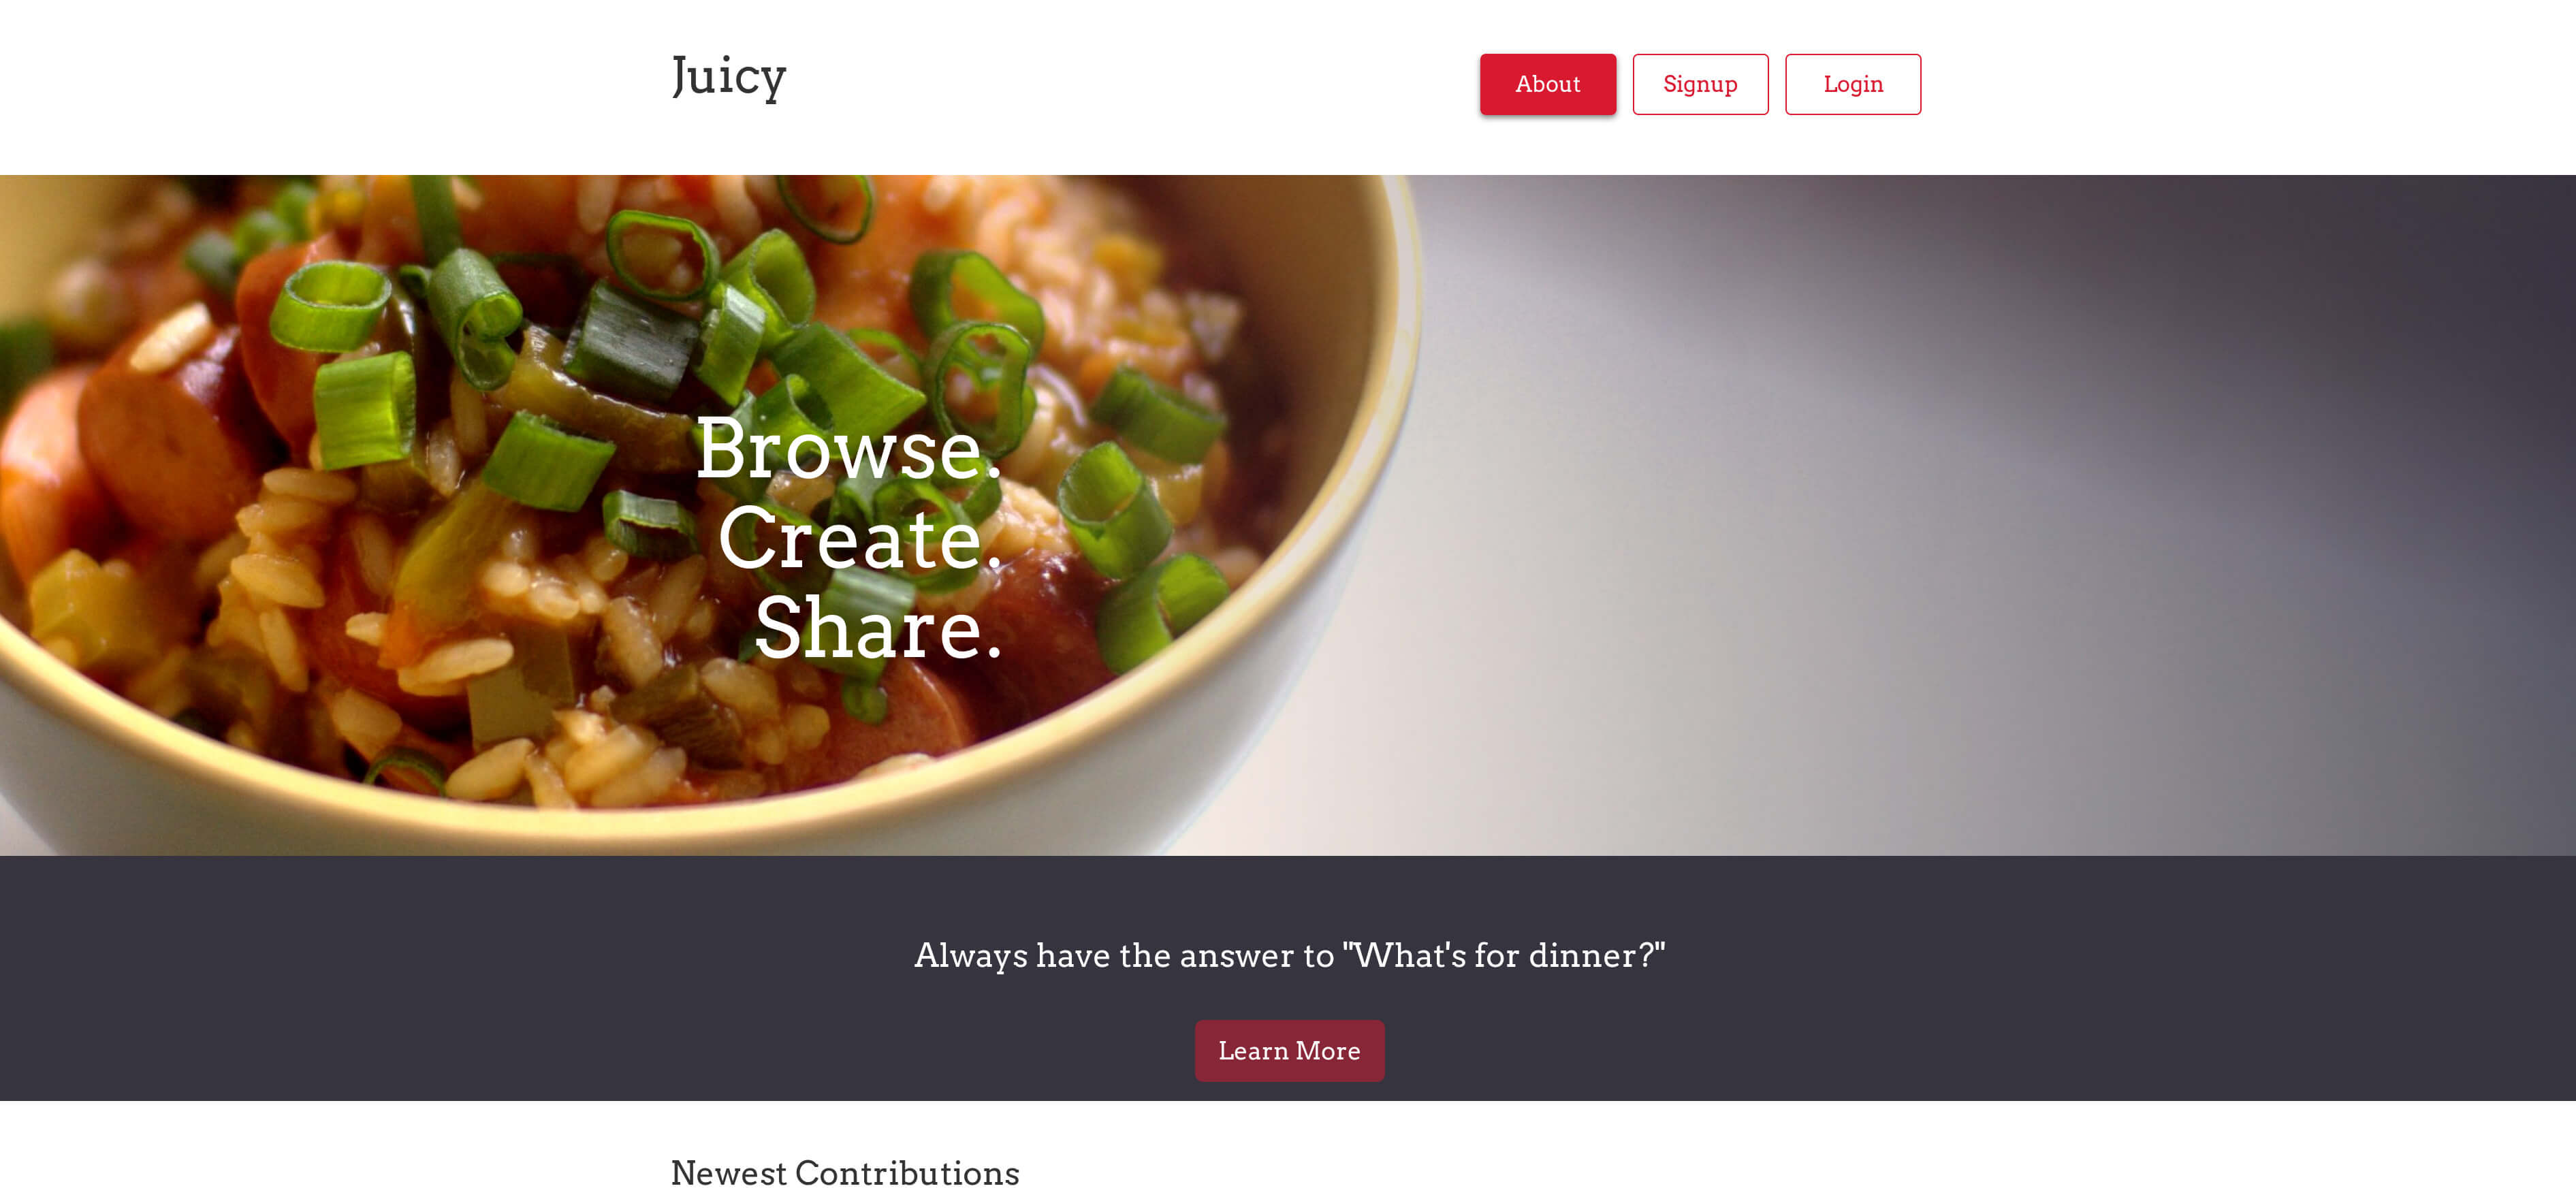 Juicy
About
Signup
Login
Browse.
Create.
Share.
Always have the answer to "What's for dinner?"
Learn More
Newest Contributions